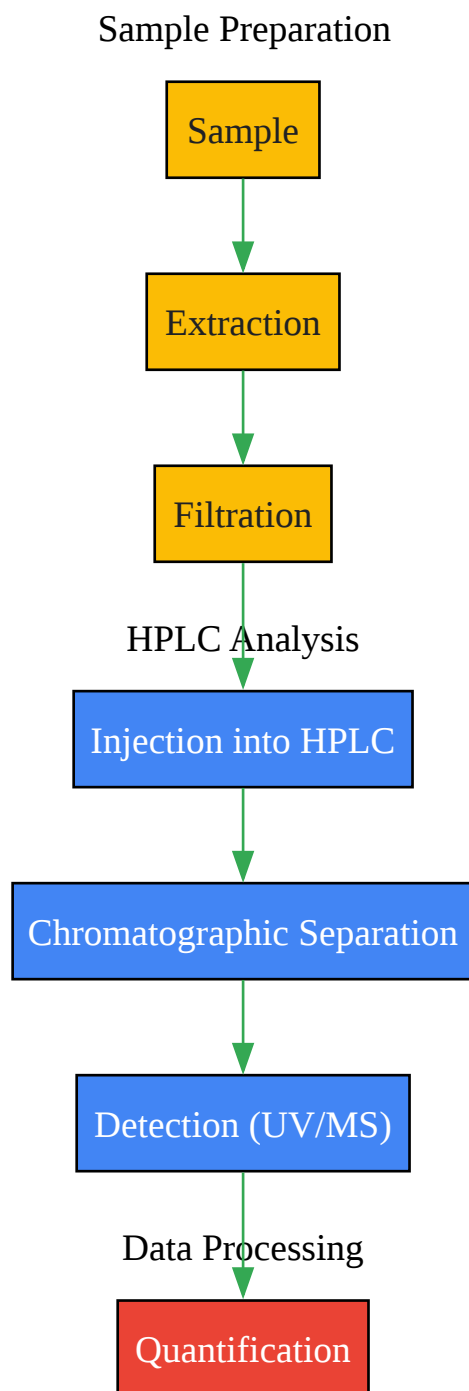 Sample Preparation
Sample
Extraction
Filtration
HPLC Analysis
Injection into HPLC
Chromatographic Separation
Detection (UV/MS)
Data Processing
Quantification